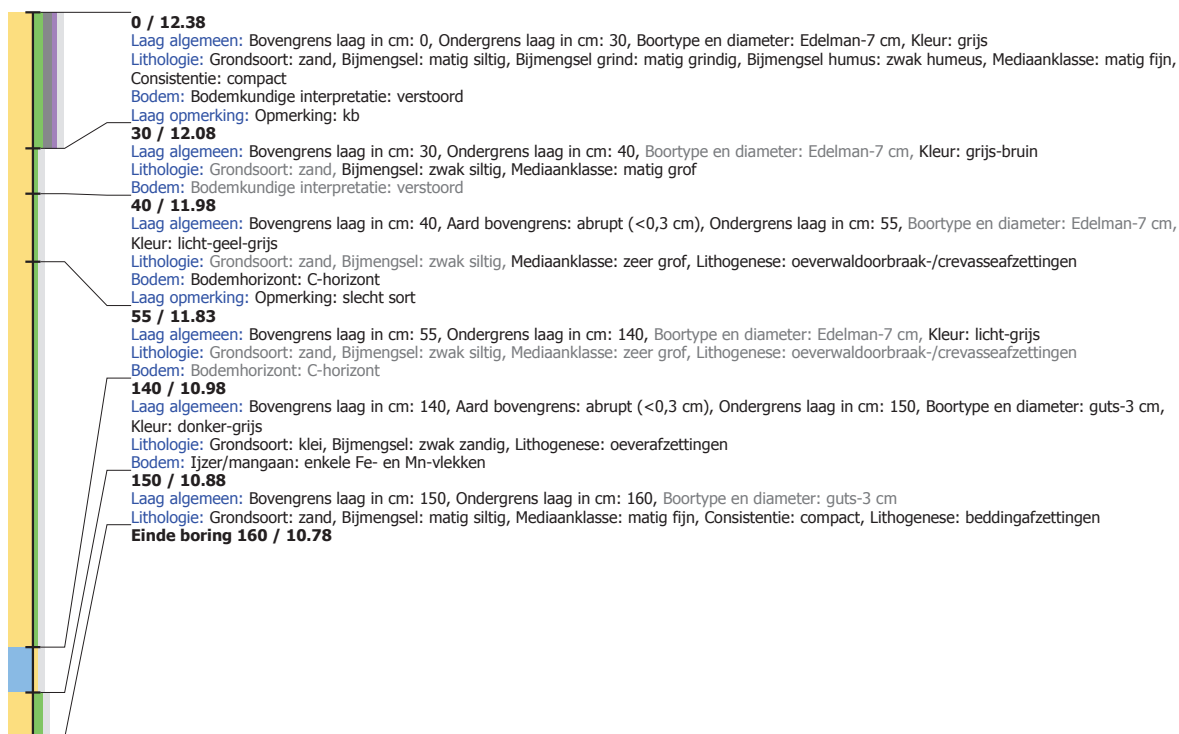 0 / 12.38
Laag algemeen: Bovengrens laag in cm: 0, Ondergrens laag in cm: 30, Boortype en diameter: Edelman-7 cm, Kleur: grijs
Lithologie: Grondsoort: zand, Bijmengsel: matig siltig, Bijmengsel grind: matig grindig, Bijmengsel humus: zwak humeus, Mediaanklasse: matig fijn,
Consistentie: compact
Bodem: Bodemkundige interpretatie: verstoord
Laag opmerking: Opmerking: kb
30 / 12.08
Laag algemeen: Bovengrens laag in cm: 30, Ondergrens laag in cm: 40, Boortype en diameter: Edelman-7 cm, Kleur: grijs-bruin
Lithologie: Grondsoort: zand, Bijmengsel: zwak siltig, Mediaanklasse: matig grof
Bodem: Bodemkundige interpretatie: verstoord
40 / 11.98
Laag algemeen: Bovengrens laag in cm: 40, Aard bovengrens: abrupt (<0,3 cm), Ondergrens laag in cm: 55, Boortype en diameter: Edelman-7 cm,
Kleur: licht-geel-grijs
Lithologie: Grondsoort: zand, Bijmengsel: zwak siltig, Mediaanklasse: zeer grof, Lithogenese: oeverwaldoorbraak-/crevasseafzettingen
Bodem: Bodemhorizont: C-horizont
Laag opmerking: Opmerking: slecht sort
55 / 11.83
Laag algemeen: Bovengrens laag in cm: 55, Ondergrens laag in cm: 140, Boortype en diameter: Edelman-7 cm, Kleur: licht-grijs
Lithologie: Grondsoort: zand, Bijmengsel: zwak siltig, Mediaanklasse: zeer grof, Lithogenese: oeverwaldoorbraak-/crevasseafzettingen
Bodem: Bodemhorizont: C-horizont
140 / 10.98
Laag algemeen: Bovengrens laag in cm: 140, Aard bovengrens: abrupt (<0,3 cm), Ondergrens laag in cm: 150, Boortype en diameter: guts-3 cm,
Kleur: donker-grijs
Lithologie: Grondsoort: klei, Bijmengsel: zwak zandig, Lithogenese: oeverafzettingen
Bodem: Ijzer/mangaan: enkele Fe- en Mn-vlekken
150 / 10.88
Laag algemeen: Bovengrens laag in cm: 150, Ondergrens laag in cm: 160, Boortype en diameter: guts-3 cm
Lithologie: Grondsoort: zand, Bijmengsel: matig siltig, Mediaanklasse: matig fijn, Consistentie: compact, Lithogenese: beddingafzettingen
Einde boring 160 / 10.78